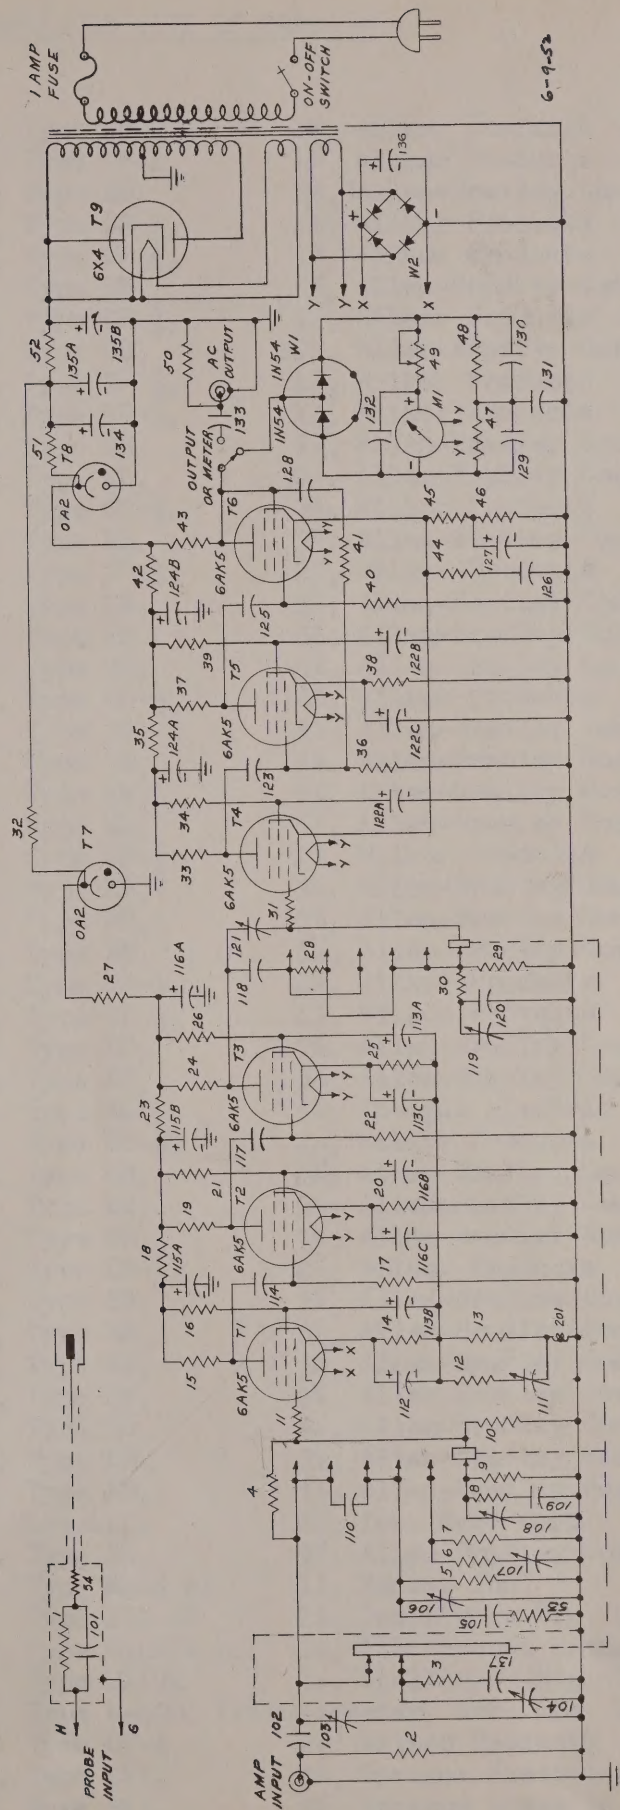 PROBE
INPUT
H
G
1
101
54
AMP
INPUT
102
103
2
104
3
137
105
53
106
5
6
107
7
108
8
109
9
10
110
4
11
6AK5
T1
15
16
18
115A
112
14
113B
12
13
111
201
X
X
114
17
6AK5
T2
19
21
23
115B
116C
20
116B
Y
Y
117
22
6AK5
T3
24
26
116A
27
113C
25
113A
Y
Y
118
121
28
119
120
30
29
31
OA2
T7
32
6AK5
T4
33
34
35
124A
122A
Y
Y
123
36
6AK5
T5
37
39
42
124B
122C
38
122B
Y
Y
125
40
41
6AK5
T6
43
128
Y
Y
44
126
127
45
46
OUTPUT
OR METER
133
AC
OUTPUT
50
OA2
T8
51
134
135A
52
135B
1N54
1N54
W1
132
M1
49
Y
Y
47
48
129
130
131
6X4
T9
Y
Y
X
X
W2
136
1 AMP
FUSE
ON-OFF
SWITCH
6-9-52